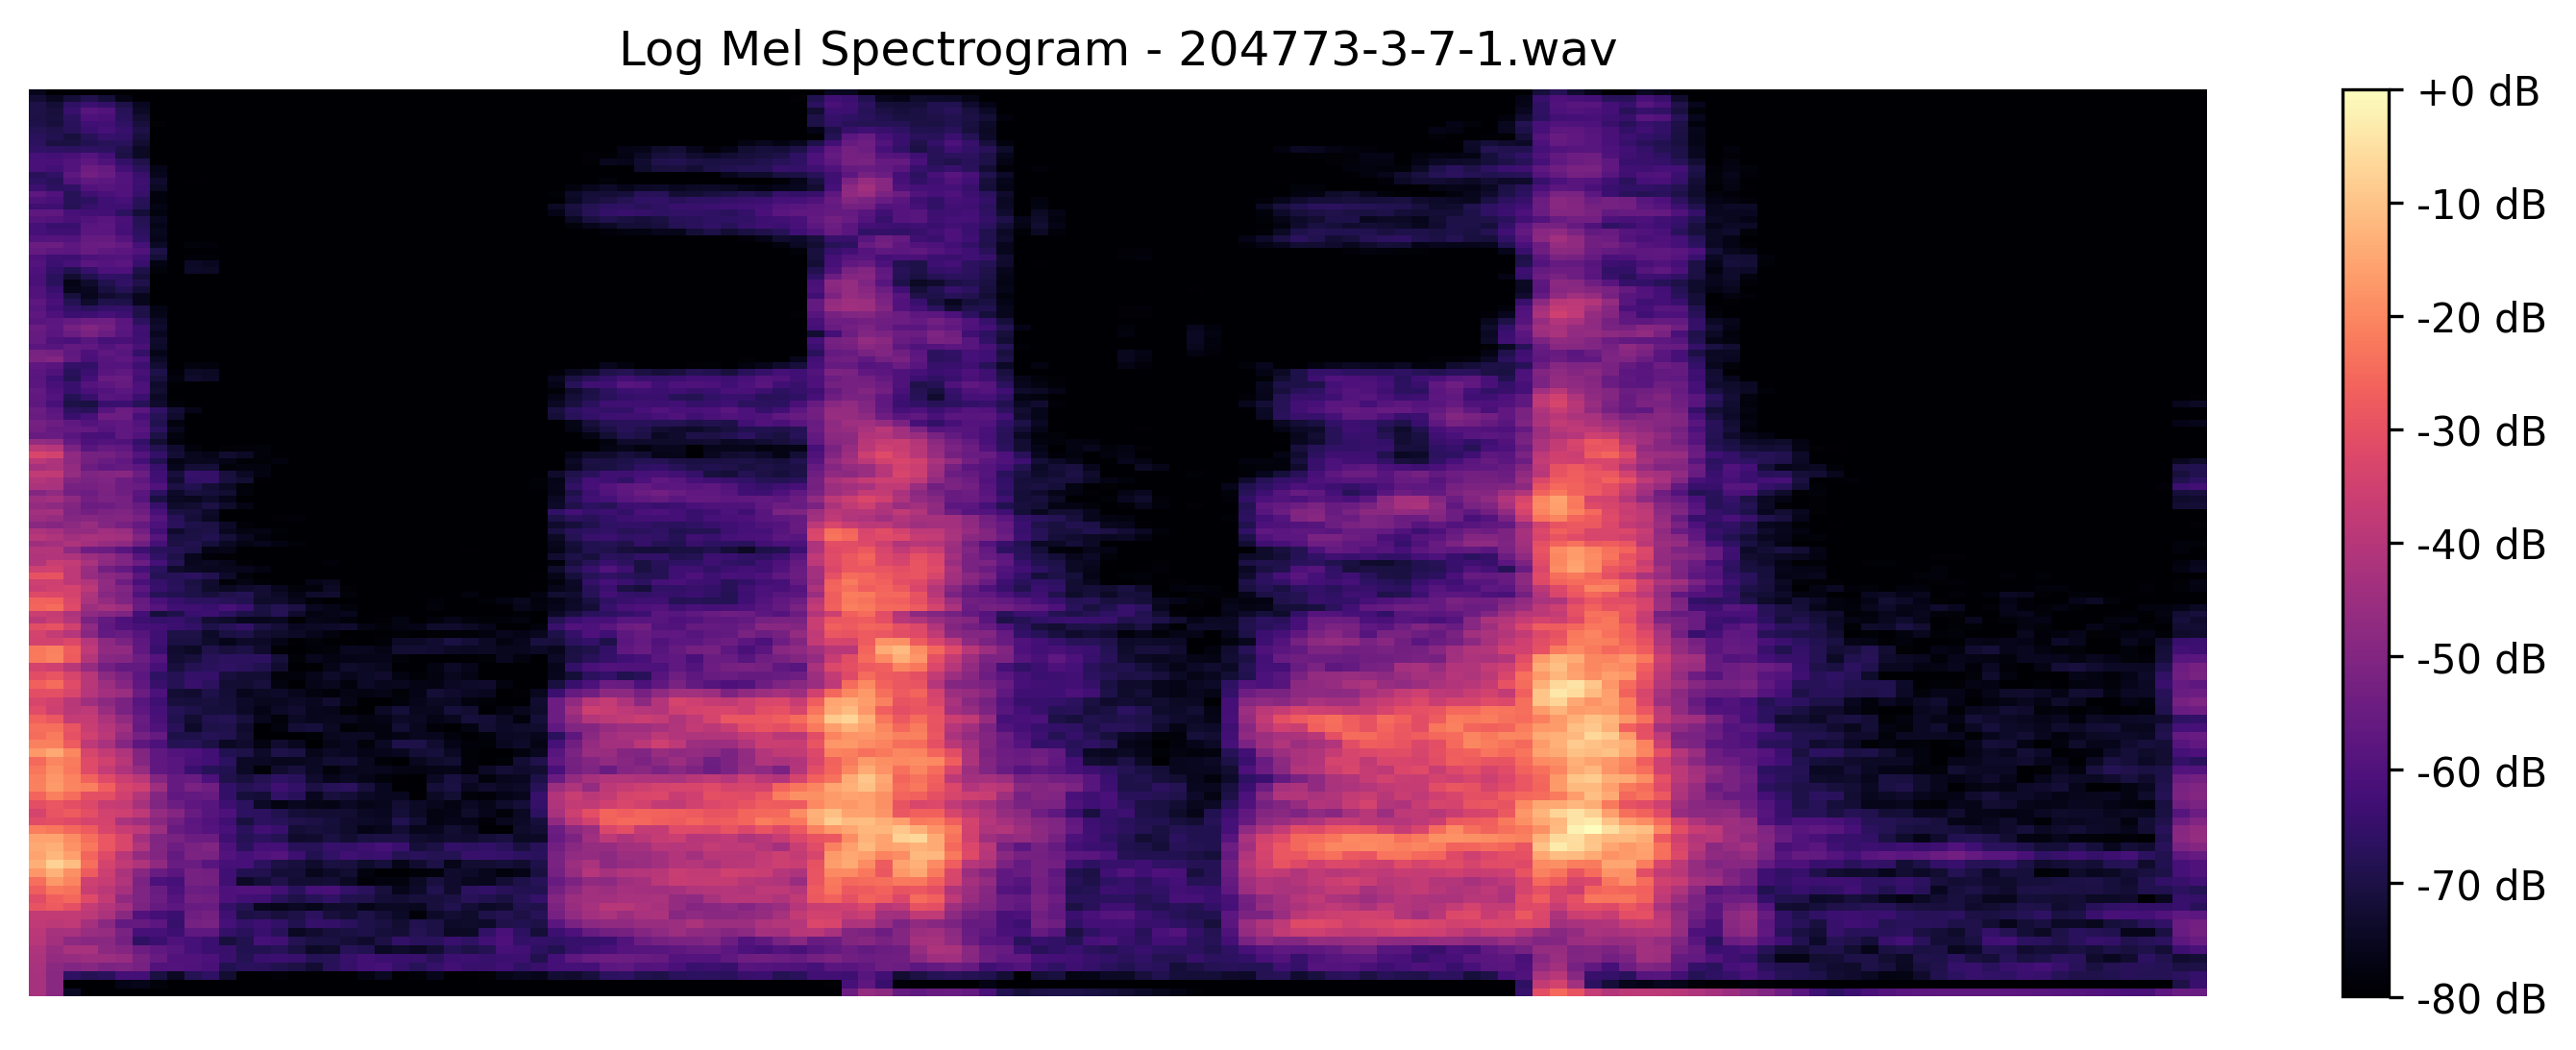 Log Mel Spectrogram - 204773-3-7-1.wav
+0 dB
-10 dB
-20 dB
-30 dB
-40 dB
-50 dB
-60 dB
-70 dB
-80 dB